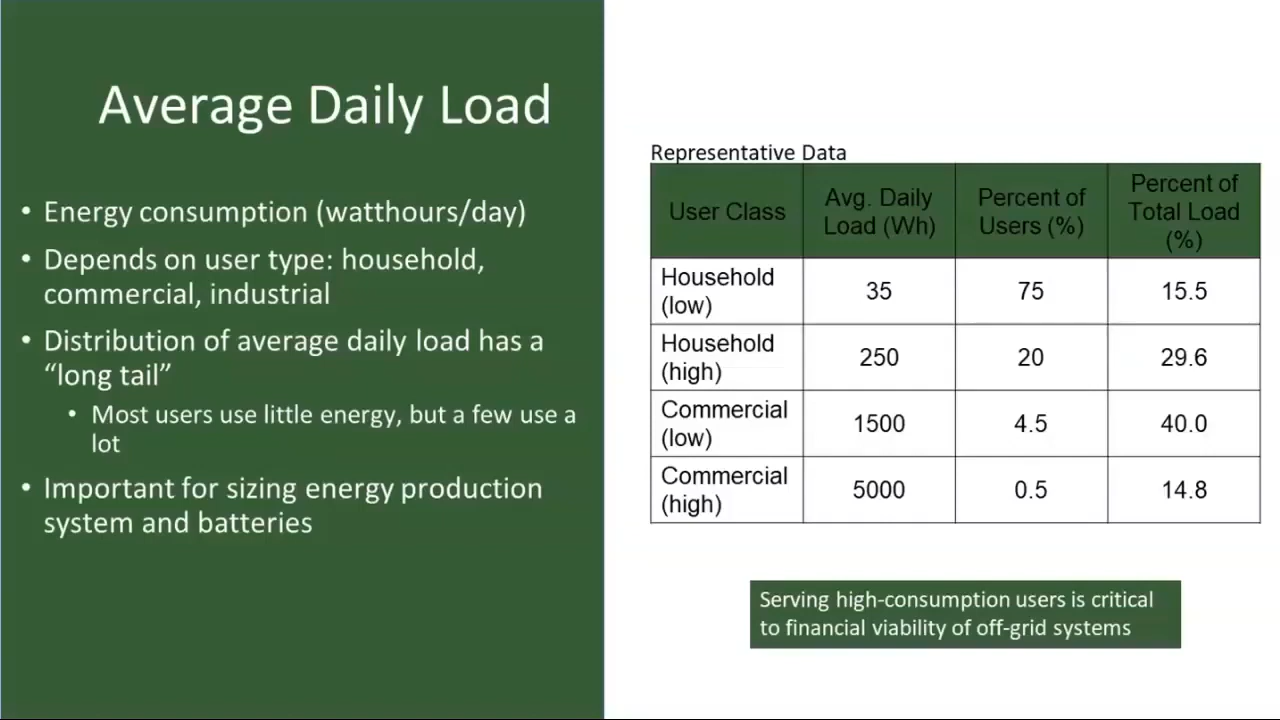 Average Daily Load
• Energy consumption (watthours/day)
• Depends on user type: household,
commercial, industrial
• Distribution of average daily load has a
“long tail”
• Most users use little energy, but a few use a
lot
• Important for sizing energy production
system and batteries
Representative Data
User Class | Avg. Daily Load (Wh) | Percent of Users (%) | Percent of Total Load (%)
Household (low) | 35 | 75 | 15.5
Household (high) | 250 | 20 | 29.6
Commercial (low) | 1500 | 4.5 | 40.0
Commercial (high) | 5000 | 0.5 | 14.8
Serving high-consumption users is critical
to financial viability of off-grid systems